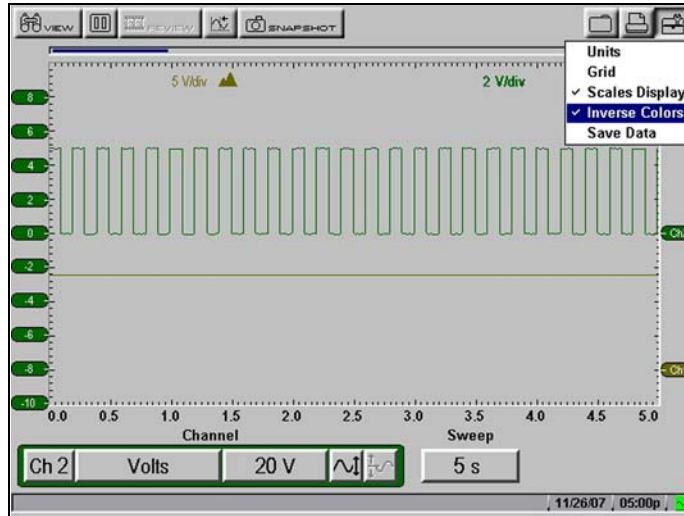 VIEW REVIEW SNAPSHOT
Units
Grid
Scales Display
Inverse Colors
Save Data
5 V/div 2 V/div
8
6
4
2
0
-2
-4
-6
-8
-10
Ch2
Ch
0.0 0.5 1.0 1.5 2.0 2.5 3.0 3.5 4.0 4.5 5.0
Channel Sweep
Ch 2 Volts 20 V 5 s
11/26/07 05:00p